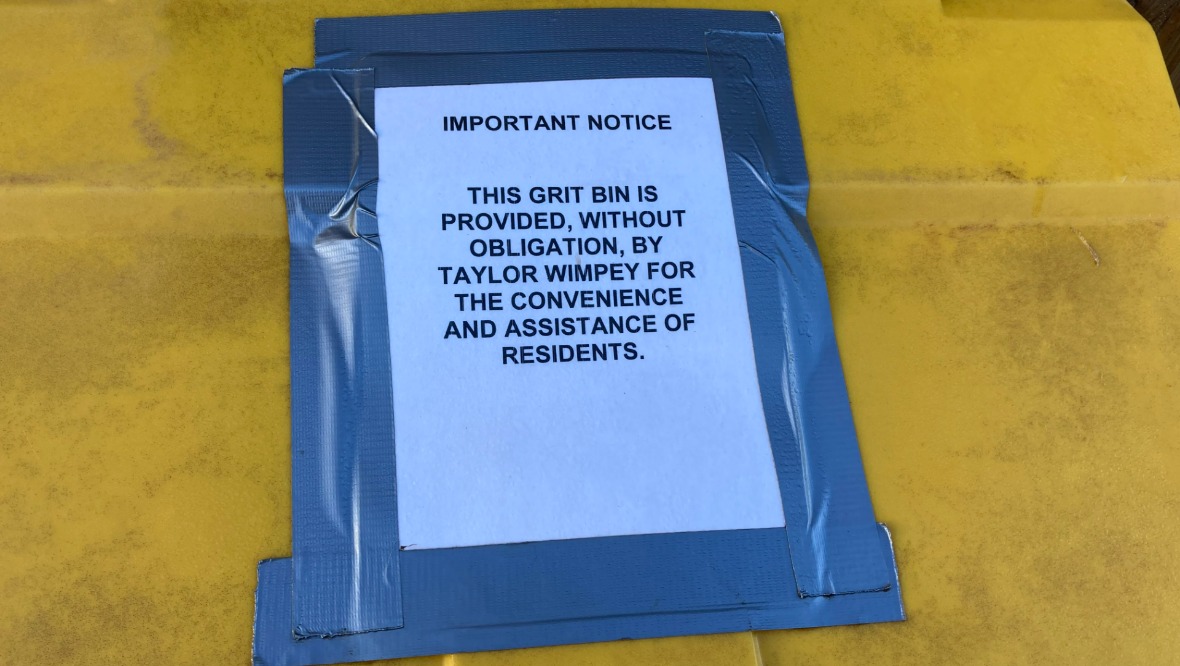 IMPORTANT NOTICE
THIS GRIT BIN IS
PROVIDED, WITHOUT
OBLIGATION, BY
TAYLOR WIMPEY FOR
THE CONVENIENCE
AND ASSISTANCE OF
RESIDENTS.